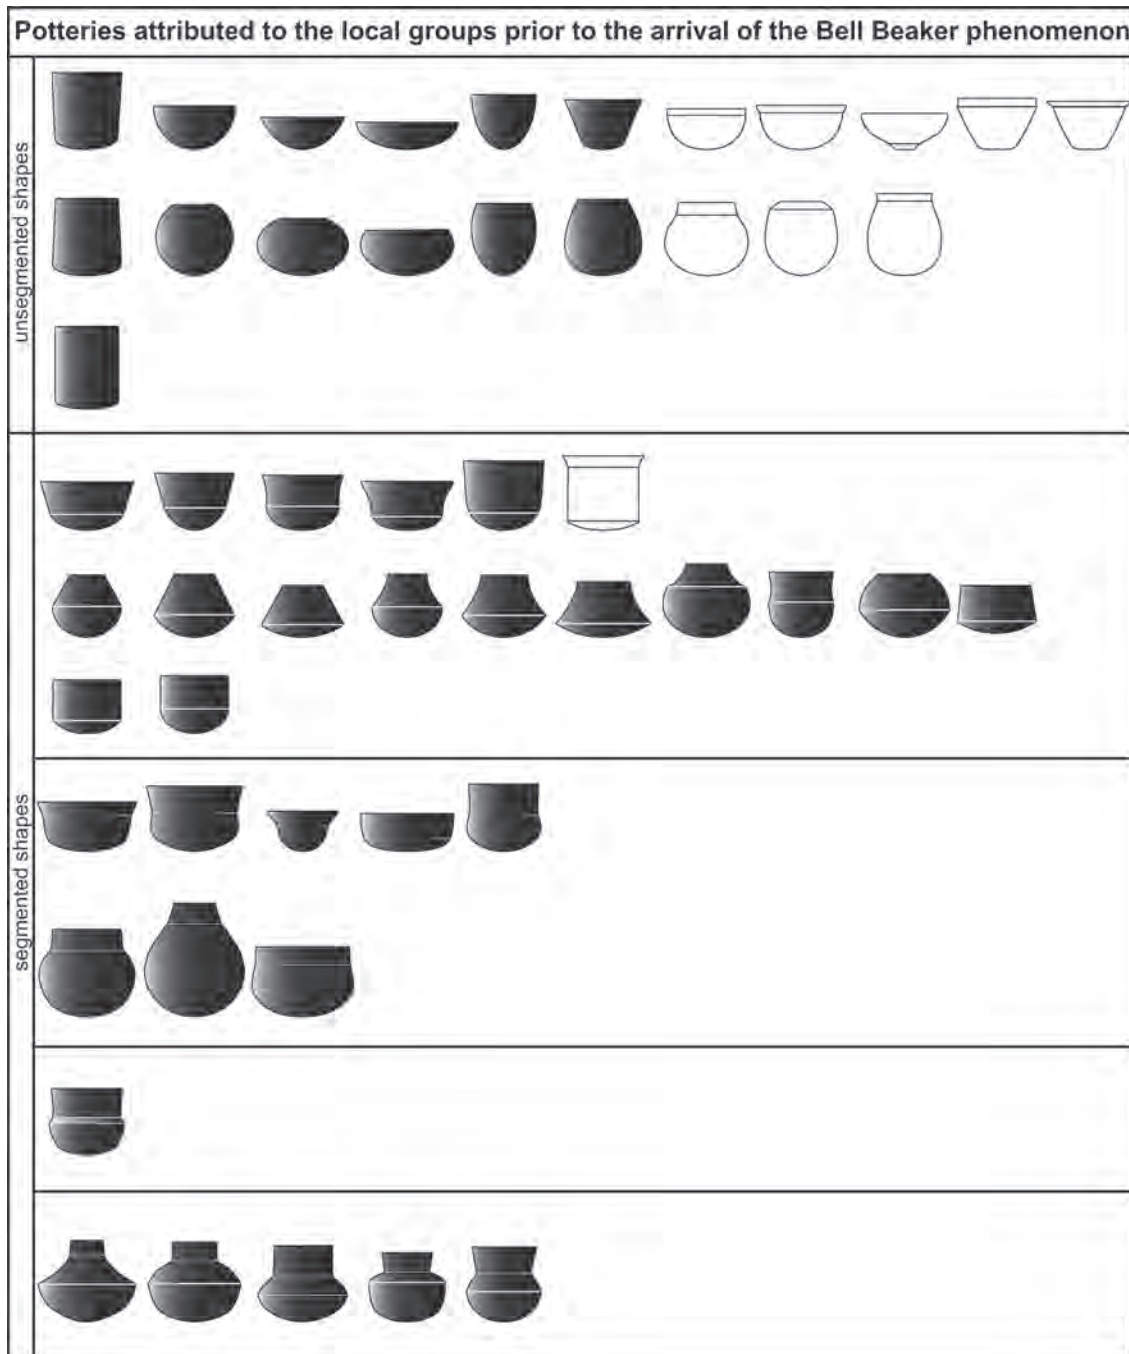 Potteries attributed to the local groups prior to the arrival of the Bell Beaker phenomenon
unsegmented shapes
segmented shapes